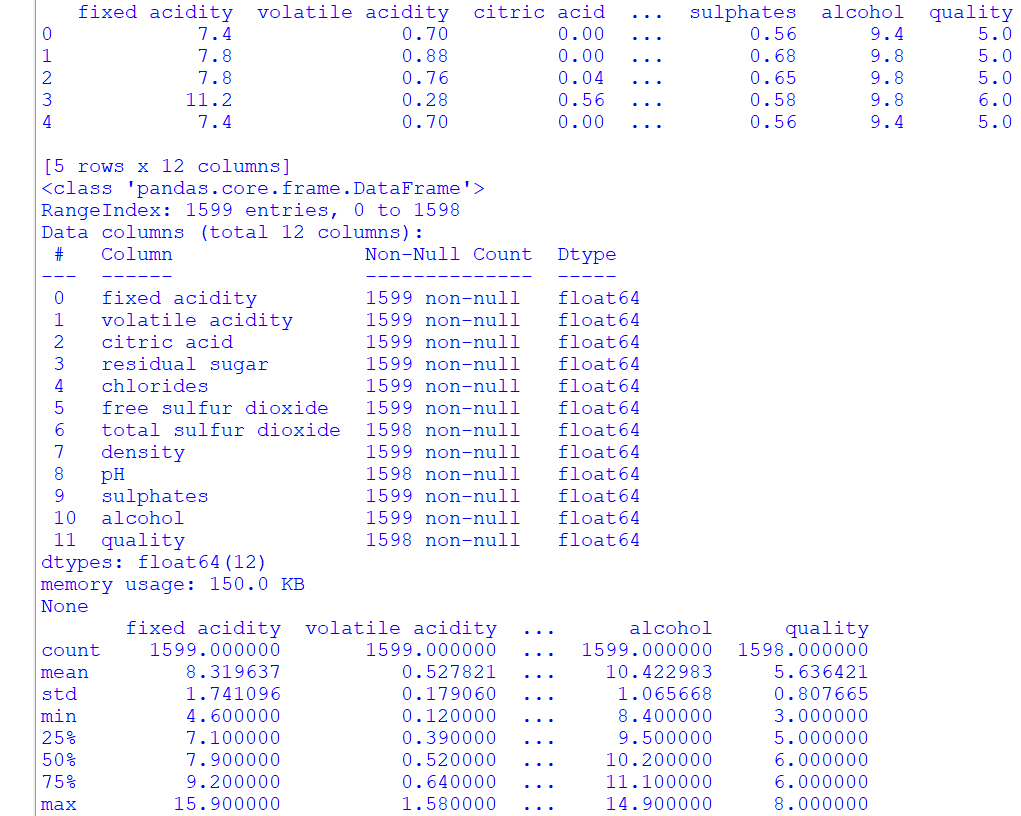 fixed acidity  volatile acidity  citric acid  ...  sulphates  alcohol  quality
0            7.4              0.70         0.00  ...       0.56      9.4      5.0
1            7.8              0.88         0.00  ...       0.68      9.8      5.0
2            7.8              0.76         0.04  ...       0.65      9.8      5.0
3           11.2              0.28         0.56  ...       0.58      9.8      6.0
4            7.4              0.70         0.00  ...       0.56      9.4      5.0

[5 rows x 12 columns]
<class 'pandas.core.frame.DataFrame'>
RangeIndex: 1599 entries, 0 to 1598
Data columns (total 12 columns):
 #   Column                Non-Null Count  Dtype
---  ------                --------------  -----
 0   fixed acidity         1599 non-null   float64
 1   volatile acidity      1599 non-null   float64
 2   citric acid           1599 non-null   float64
 3   residual sugar        1599 non-null   float64
 4   chlorides             1599 non-null   float64
 5   free sulfur dioxide   1599 non-null   float64
 6   total sulfur dioxide  1598 non-null   float64
 7   density               1599 non-null   float64
 8   pH                    1598 non-null   float64
 9   sulphates             1599 non-null   float64
 10  alcohol               1599 non-null   float64
 11  quality               1598 non-null   float64
dtypes: float64(12)
memory usage: 150.0 KB
None
       fixed acidity  volatile acidity  ...      alcohol      quality
count    1599.000000       1599.000000  ...  1599.000000  1598.000000
mean        8.319637          0.527821  ...    10.422983     5.636421
std         1.741096          0.179060  ...     1.065668     0.807665
min         4.600000          0.120000  ...     8.400000     3.000000
25%         7.100000          0.390000  ...     9.500000     5.000000
50%         7.900000          0.520000  ...    10.200000     6.000000
75%         9.200000          0.640000  ...    11.100000     6.000000
max        15.900000          1.580000  ...    14.900000     8.000000